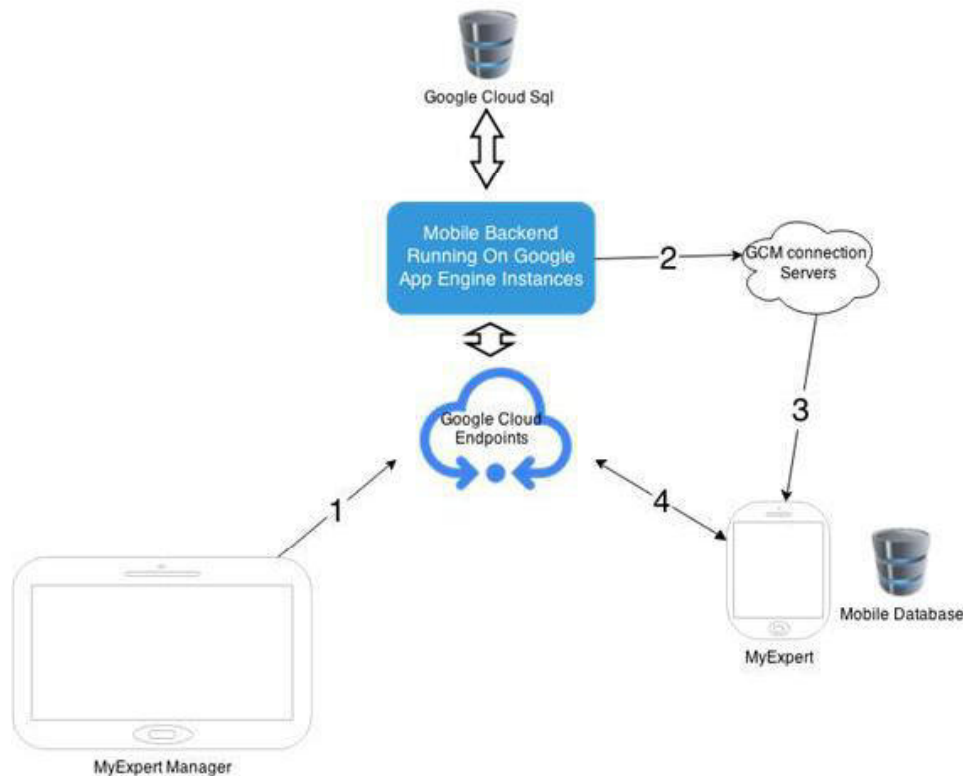 Google Cloud Sql
Mobile Backend
Running On Google
App Engine Instances
2
GCM connection
Servers
Google Cloud
Endpoints
3
1
4
Mobile Database
MyExpert
MyExpert Manager